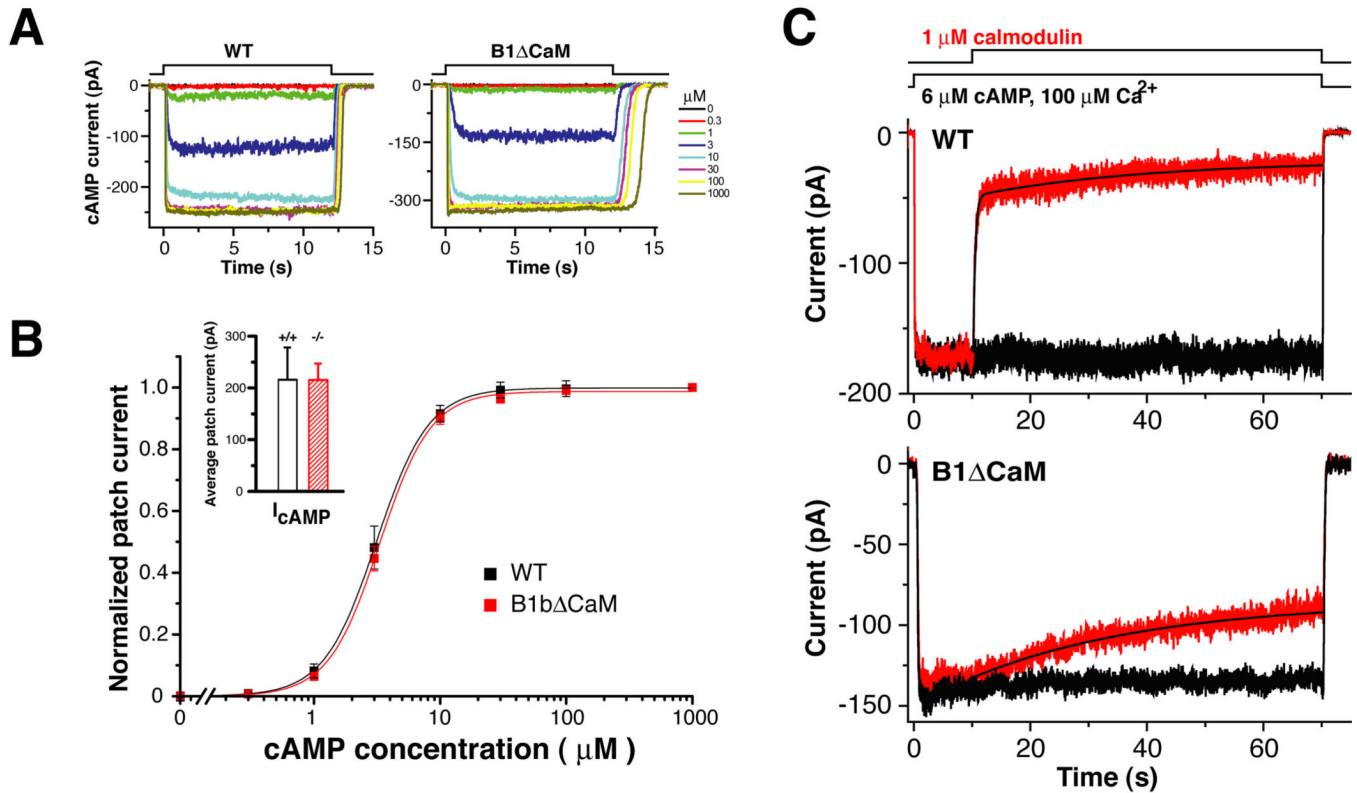 A
WT
B1ΔCaM
cAMP current (pA)
0
-100
-200
0
5
10
15
Time (s)
0
-150
-300
0
5
10
15
Time (s)
μM
0
0.3
1
3
10
30
100
1000
B
Normalized patch current
1.0
0.8
0.6
0.4
0.2
0
0
1
10
100
1000
cAMP concentration ( μM )
Average patch current (pA)
300
200
100
0
+/+
-/-
IcAMP
WT
B1bΔCaM
C
1 μM calmodulin
6 μM cAMP, 100 μM Ca2+
WT
Current (pA)
0
-100
-200
0
20
40
60
B1ΔCaM
Current (pA)
0
-50
-100
-150
0
20
40
60
Time (s)